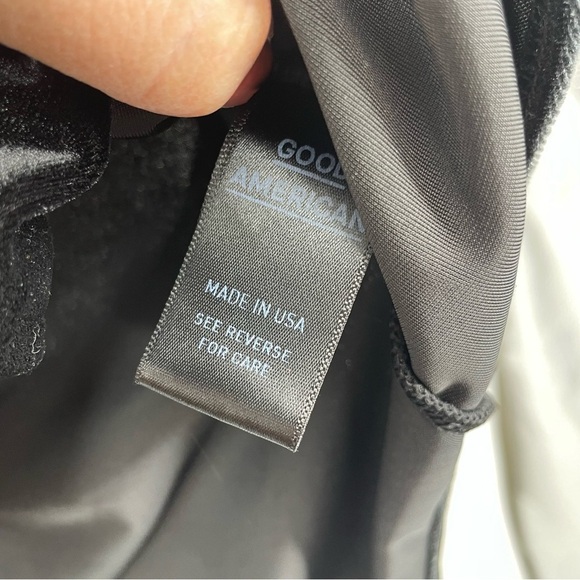 GOOD
AMERICAN
MADE IN USA
SEE REVERSE
FOR CARE